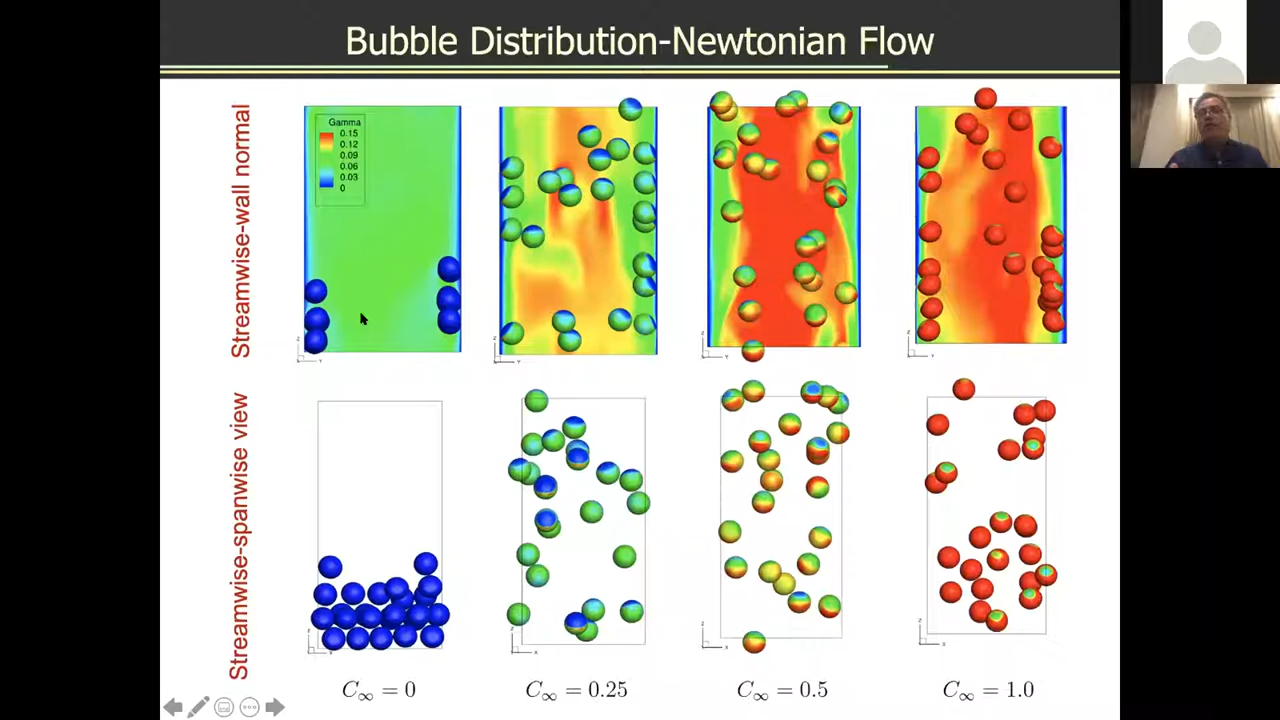 Bubble Distribution-Newtonian Flow
Streamwise-wall normal
Gamma
0.15
0.12
0.09
0.06
0.03
0
Streamwise-spanwise view
C∞ = 0
C∞ = 0.25
C∞ = 0.5
C∞ = 1.0